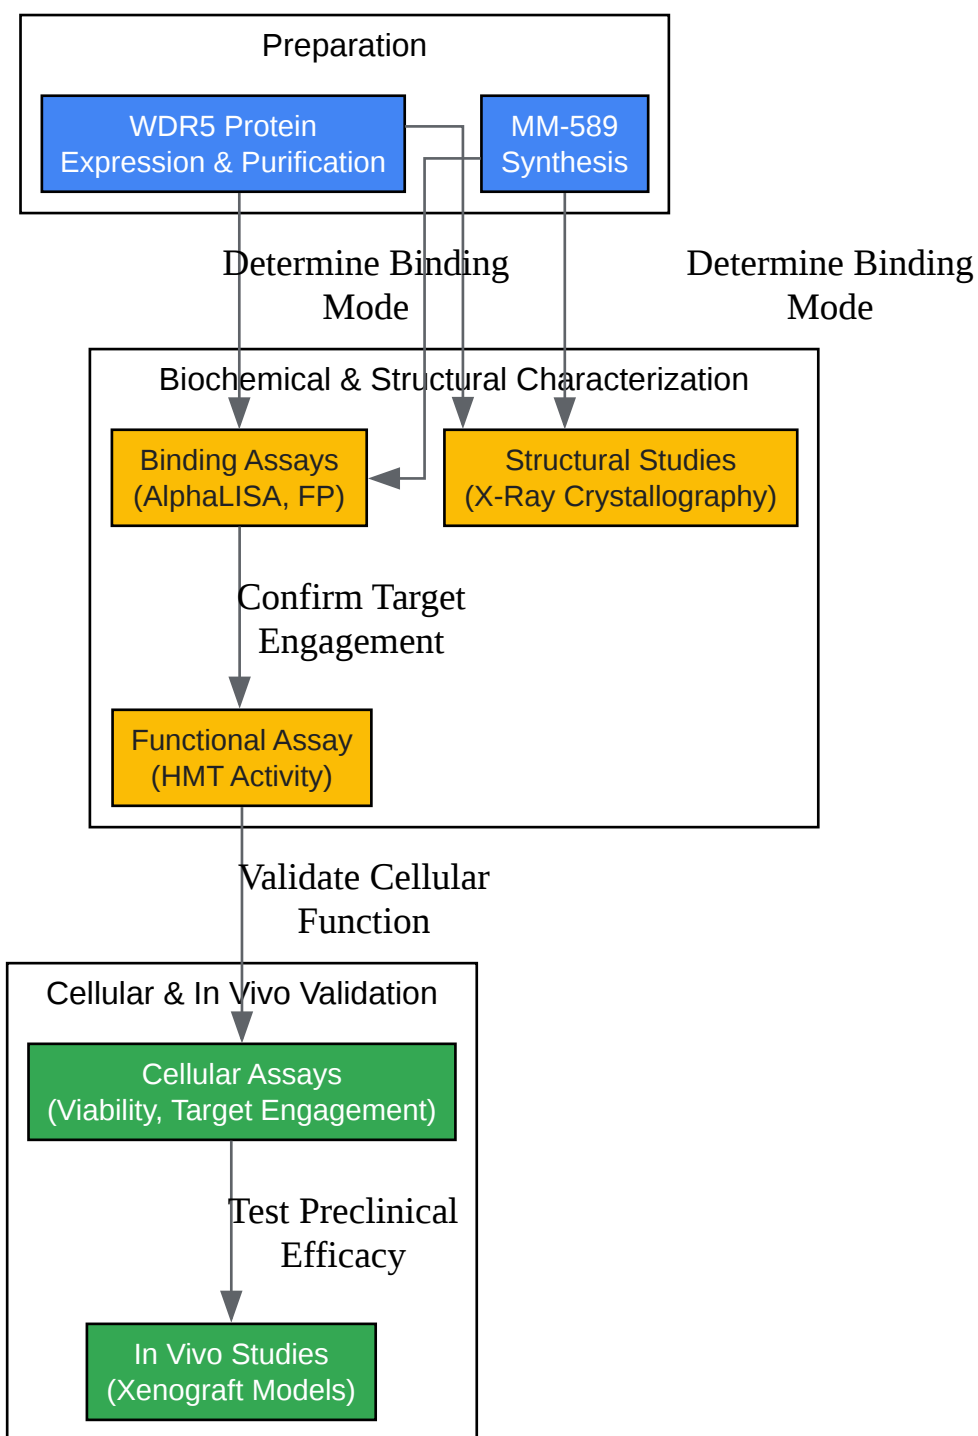 Preparation
WDR5 Protein
Expression & Purification
MM-589
Synthesis
Determine Binding
Mode
Determine Binding
Mode
Biochemical & Structural Characterization
Binding Assays
(AlphaLISA, FP)
Structural Studies
(X-Ray Crystallography)
Confirm Target
Engagement
Functional Assay
(HMT Activity)
Validate Cellular
Function
Cellular & In Vivo Validation
Cellular Assays
(Viability, Target Engagement)
Test Preclinical
Efficacy
In Vivo Studies
(Xenograft Models)